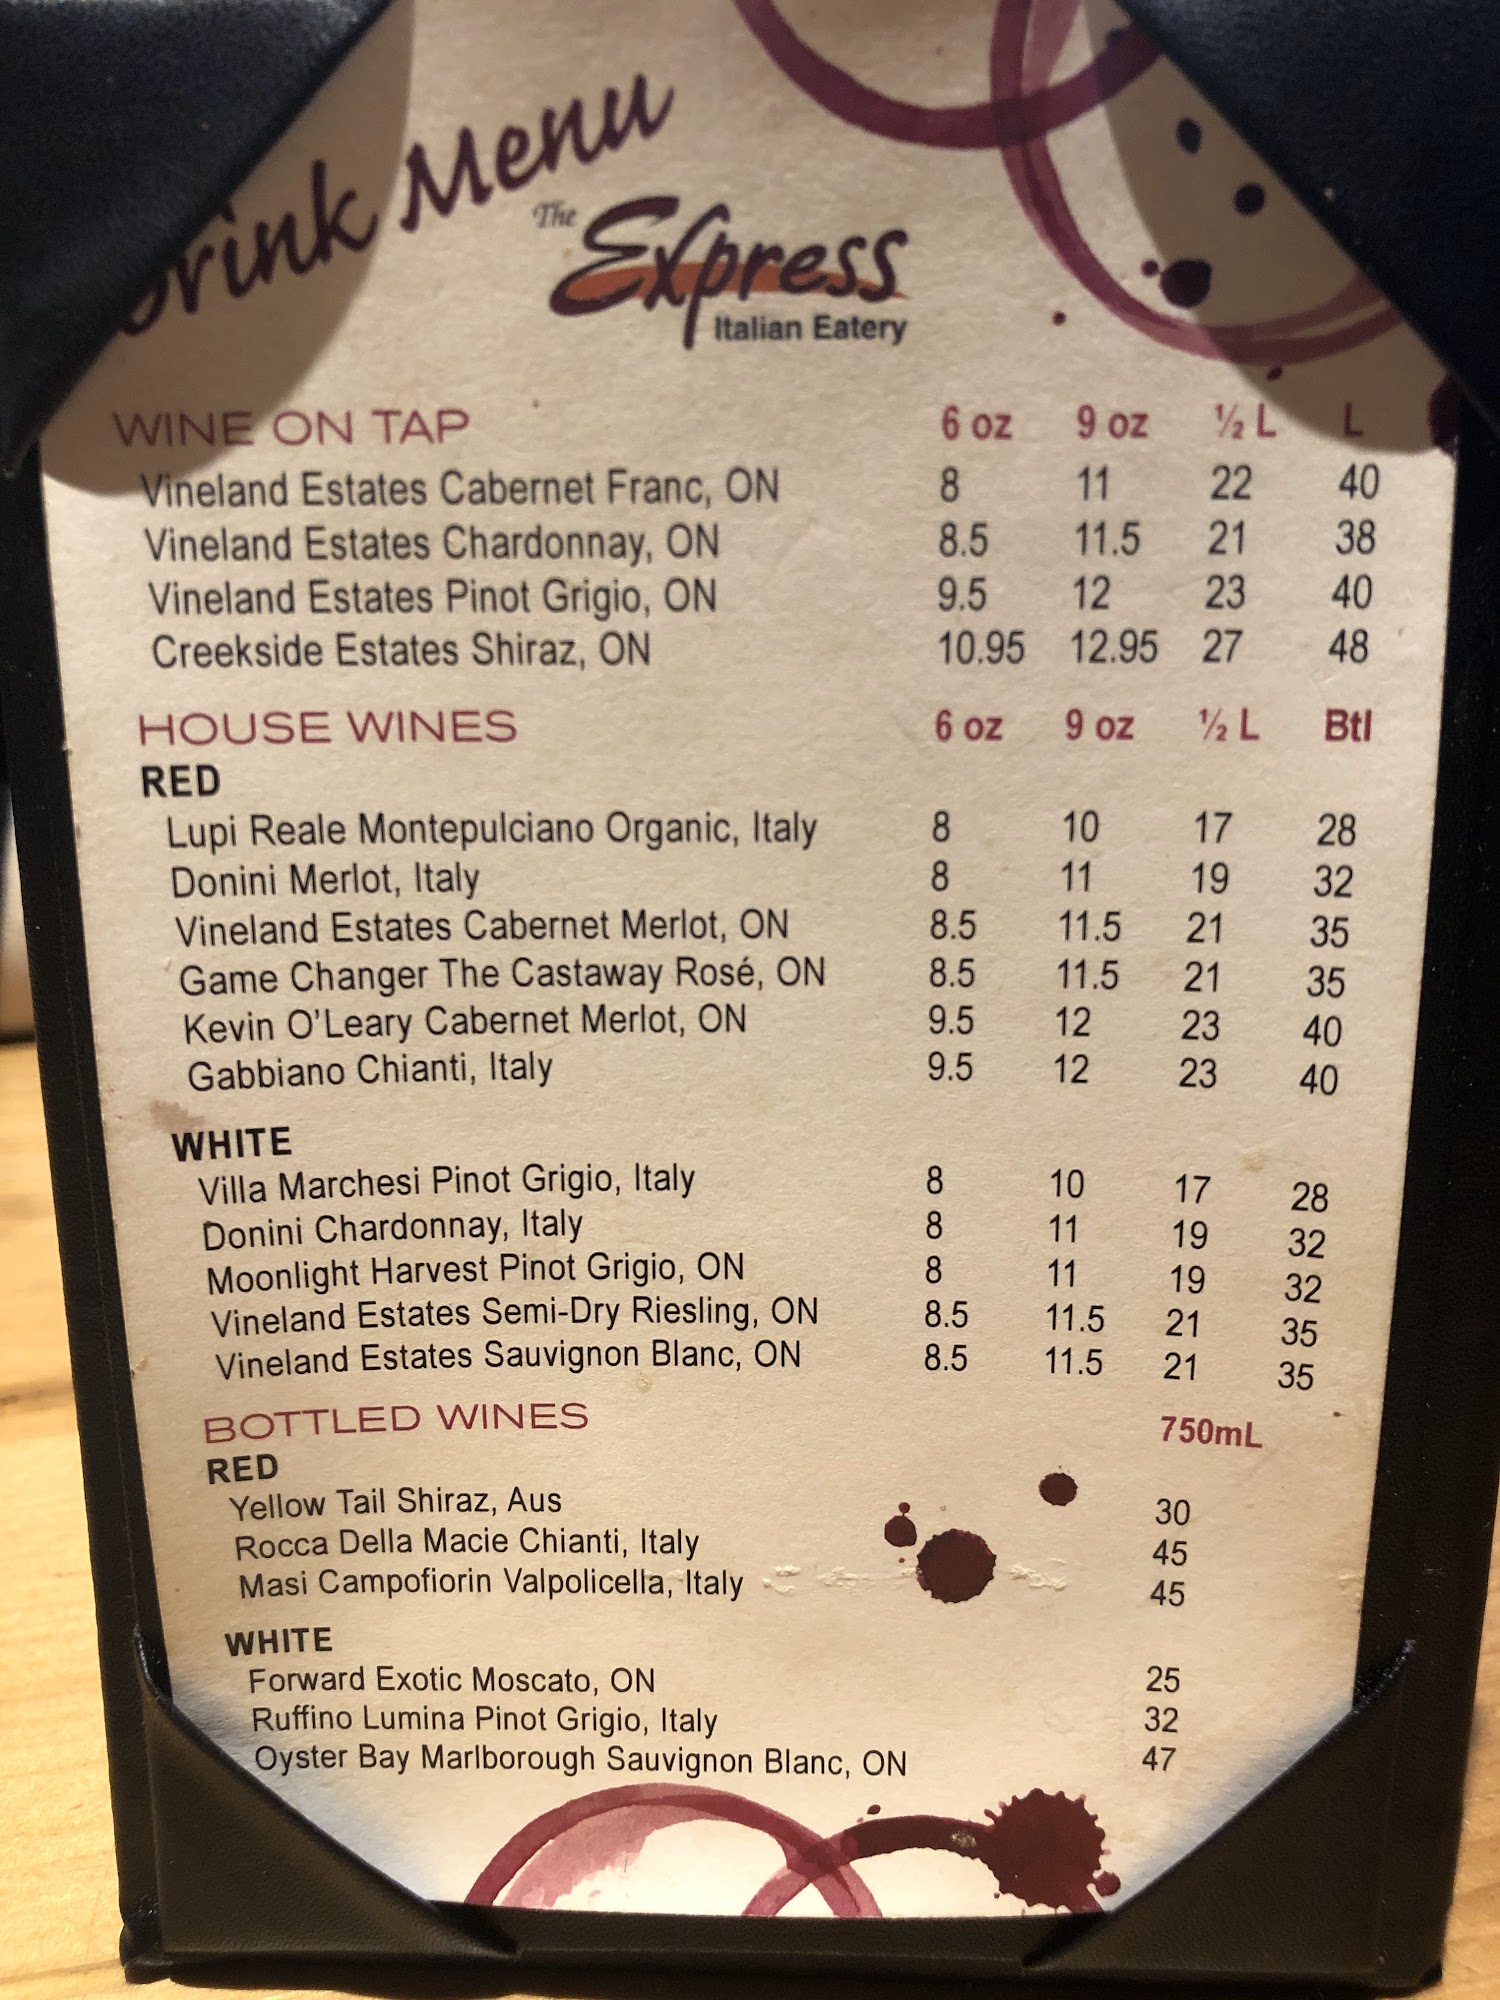 Drink Menu
The Express
Italian Eatery
WINE ON TAP 6 oz 9 oz ½ L L
Vineland Estates Cabernet Franc, ON 8 11 22 40
Vineland Estates Chardonnay, ON 8.5 11.5 21 38
Vineland Estates Pinot Grigio, ON 9.5 12 23 40
Creekside Estates Shiraz, ON 10.95 12.95 27 48
HOUSE WINES 6 oz 9 oz ½ L Btl
RED
Lupi Reale Montepulciano Organic, Italy 8 10 17 28
Donini Merlot, Italy 8 11 19 32
Vineland Estates Cabernet Merlot, ON 8.5 11.5 21 35
Game Changer The Castaway Rosé, ON 8.5 11.5 21 35
Kevin O'Leary Cabernet Merlot, ON 9.5 12 23 40
Gabbiano Chianti, Italy 9.5 12 23 40
WHITE
Villa Marchesi Pinot Grigio, Italy 8 10 17 28
Donini Chardonnay, Italy 8 11 19 32
Moonlight Harvest Pinot Grigio, ON 8 11 19 32
Vineland Estates Semi-Dry Riesling, ON 8.5 11.5 21 35
Vineland Estates Sauvignon Blanc, ON 8.5 11.5 21 35
BOTTLED WINES 750mL
RED
Yellow Tail Shiraz, Aus 30
Rocca Della Macie Chianti, Italy 45
Masi Campofiorin Valpolicella, Italy 45
WHITE
Forward Exotic Moscato, ON 25
Ruffino Lumina Pinot Grigio, Italy 32
Oyster Bay Marlborough Sauvignon Blanc, ON 47